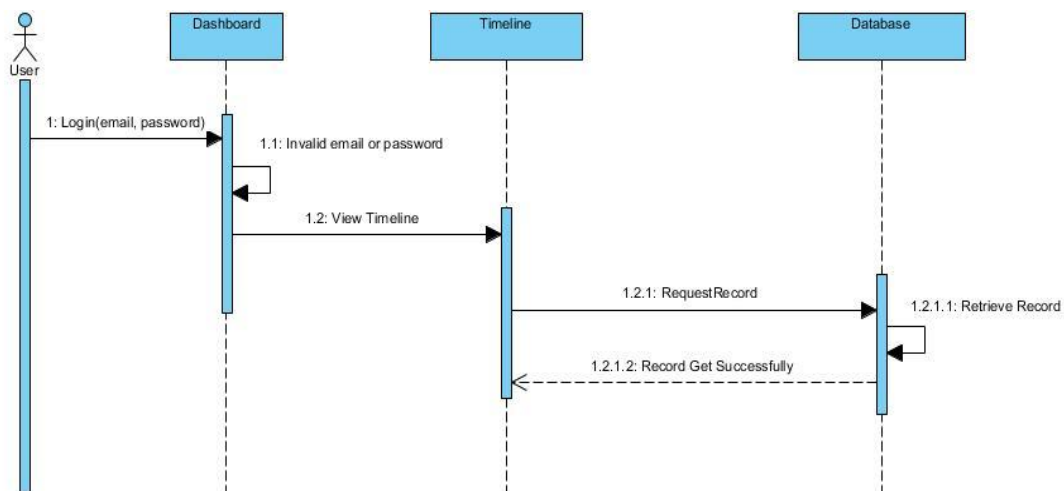 Dashboard
Timeline
Database
User
1: Login(email, password)
1.1: Invalid email or password
1.2: View Timeline
1.2.1: RequestRecord
1.2.1.1: Retrieve Record
1.2.1.2: Record Get Successfully